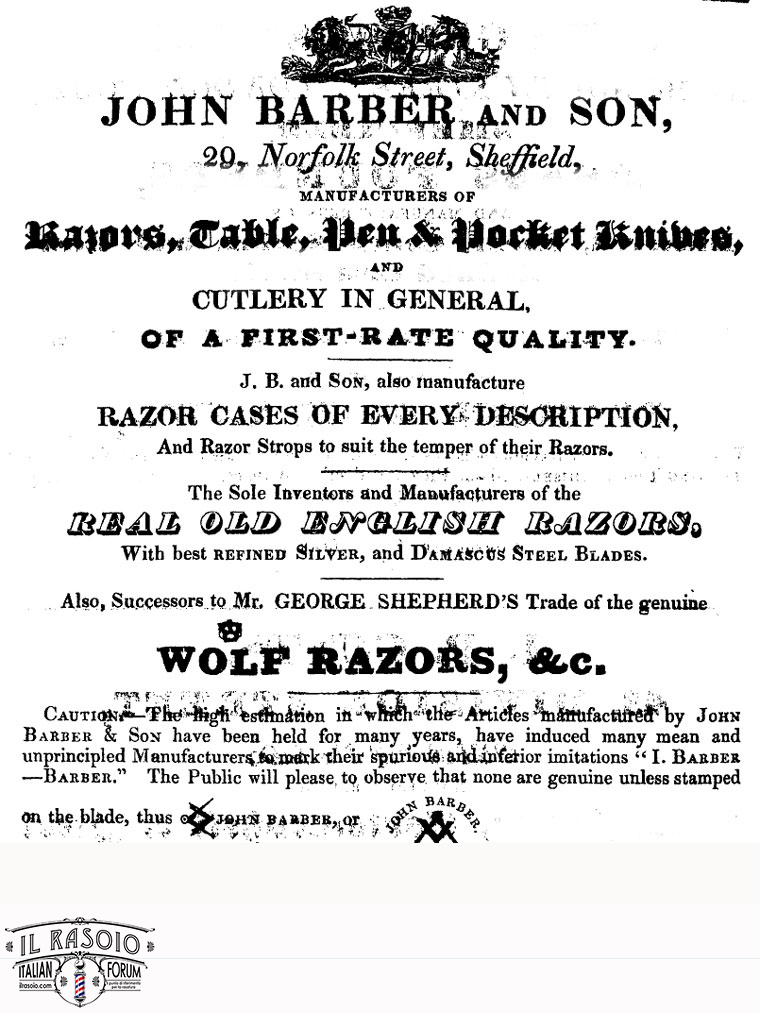 JOHN BARBER AND SON,
29, Norfolk Street, Sheffield,
MANUFACTURERS OF
Razors, Table, Pen & Pocket Knives,
AND
CUTLERY IN GENERAL,
OF A FIRST-RATE QUALITY.
J. B. and SON, also manufacture
RAZOR CASES OF EVERY DESCRIPTION,
And Razor Strops to suit the temper of their Razors.
The Sole Inventors and Manufacturers of the
REAL OLD ENGLISH RAZORS,
With best REFINED SILVER, and DAMASCUS STEEL BLADES.
Also, Successors to Mr. GEORGE SHEPHERD'S Trade of the genuine
WOLF RAZORS, &c.
CAUTION.—The high estimation in which the Articles manufactured by JOHN
BARBER & SON have been held for many years, have induced many mean and
unprincipled Manufacturers to mark their spurious and inferior imitations "I. BARBER
—BARBER." The Public will please to observe that none are genuine unless stamped
on the blade, thus JOHN BARBER, or JOHN BARBER.
IL RASOIO
ITALIAN FORUM
ilrasoio.com
il punto di riferimento
per la rasatura